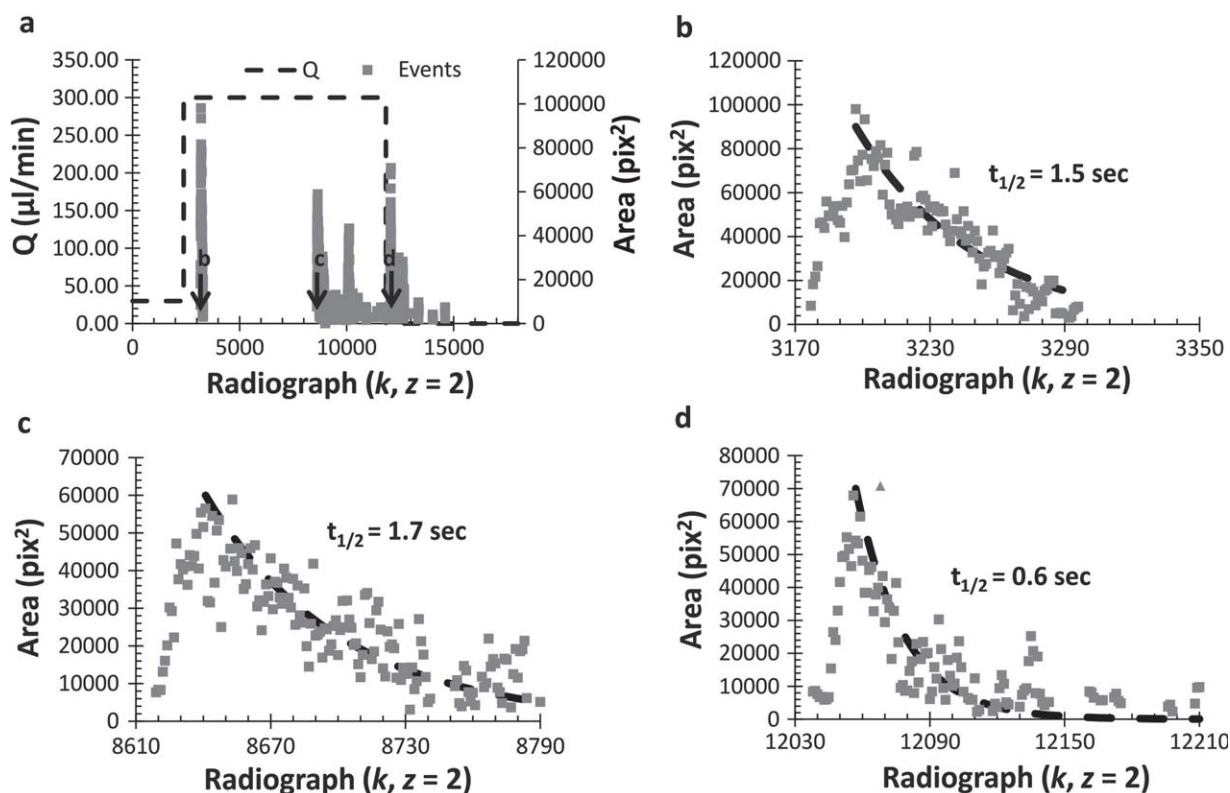 a
350.00
300.00
250.00
200.00
150.00
100.00
50.00
0.00
Q (µl/min)
Q
Events
b
c
d
120000
100000
80000
60000
40000
20000
0
Area (pix²)
0 5000 10000 15000
Radiograph (k, z = 2)
b
120000
100000
80000
60000
40000
20000
0
Area (pix²)
t1/2 = 1.5 sec
3170 3230 3290 3350
Radiograph (k, z = 2)
c
70000
60000
50000
40000
30000
20000
10000
0
Area (pix²)
t1/2 = 1.7 sec
8610 8670 8730 8790
Radiograph (k, z = 2)
d
80000
70000
60000
50000
40000
30000
20000
10000
0
Area (pix²)
t1/2 = 0.6 sec
12030 12090 12150 12210
Radiograph (k, z = 2)